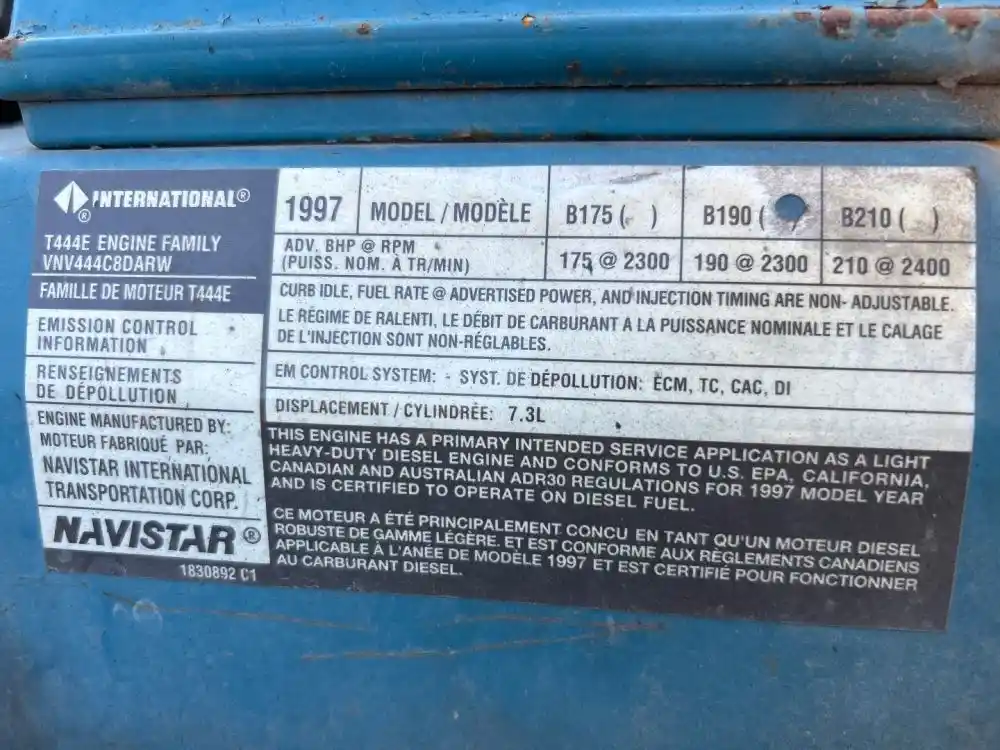 INTERNATIONAL®
®
T444E ENGINE FAMILY
VNV444C8DARW
FAMILLE DE MOTEUR T444E
EMISSION CONTROL
INFORMATION
RENSEIGNEMENTS
DE DÉPOLLUTION
ENGINE MANUFACTURED BY:
MOTEUR FABRIQUÉ PAR:
NAVISTAR INTERNATIONAL
TRANSPORTATION CORP.
NAVISTAR®
1830892 C1
1997 MODEL / MODÈLE B175 ( ) B190 ( ) B210 ( )
ADV. BHP @ RPM
(PUISS. NOM. À TR/MIN) 175 @ 2300 190 @ 2300 210 @ 2400
CURB IDLE, FUEL RATE @ ADVERTISED POWER, AND INJECTION TIMING ARE NON- ADJUSTABLE.
LE RÉGIME DE RALENTI, LE DÉBIT DE CARBURANT A LA PUISSANCE NOMINALE ET LE CALAGE
DE L'INJECTION SONT NON-RÉGLABLES.
EM CONTROL SYSTEM: - SYST. DE DÉPOLLUTION: ECM, TC, CAC, DI
DISPLACEMENT / CYLINDRÉE: 7.3L
THIS ENGINE HAS A PRIMARY INTENDED SERVICE APPLICATION AS A LIGHT
HEAVY-DUTY DIESEL ENGINE AND CONFORMS TO U.S. EPA, CALIFORNIA,
CANADIAN AND AUSTRALIAN ADR30 REGULATIONS FOR 1997 MODEL YEAR
AND IS CERTIFIED TO OPERATE ON DIESEL FUEL.
CE MOTEUR A ÉTÉ PRINCIPALEMENT CONCU EN TANT QU'UN MOTEUR DIESEL
ROBUSTE DE GAMME LÉGÈRE. ET EST CONFORME AUX RÈGLEMENTS CANADIENS
APPLICABLE À L'ANÉE DE MODÈLE 1997 ET EST CERTIFIÉ POUR FONCTIONNER
AU CARBURANT DIESEL.